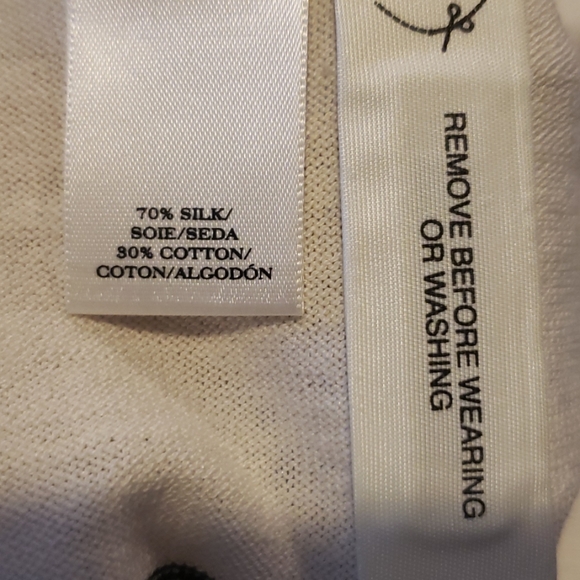 70% SILK/
SOIE/SEDA
30% COTTON/
COTON/ALGODÓN
REMOVE BEFORE WEARING
OR WASHING